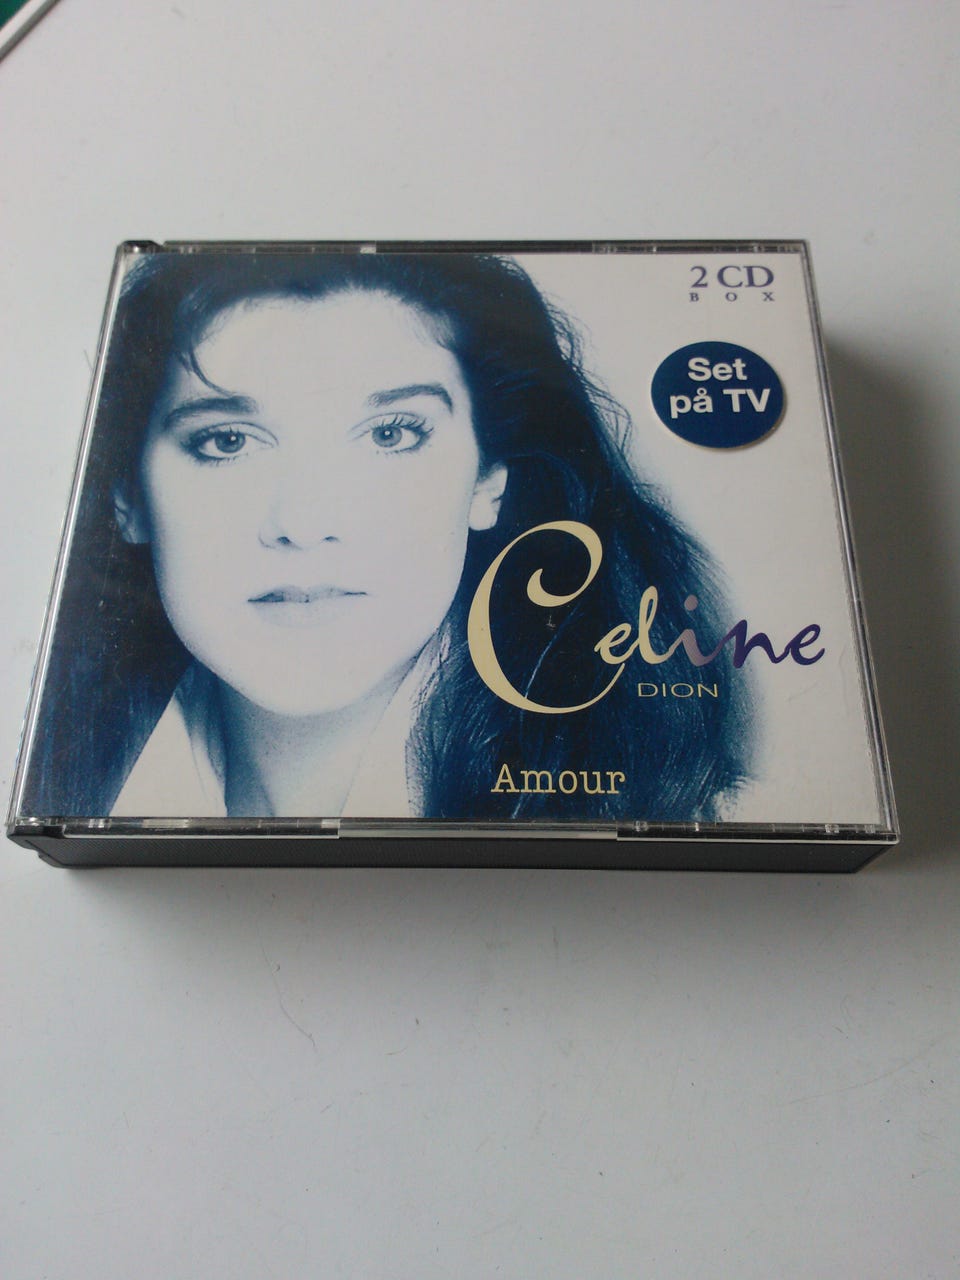 2 CD
BOX
Set
på TV
Celine
DION
Amour